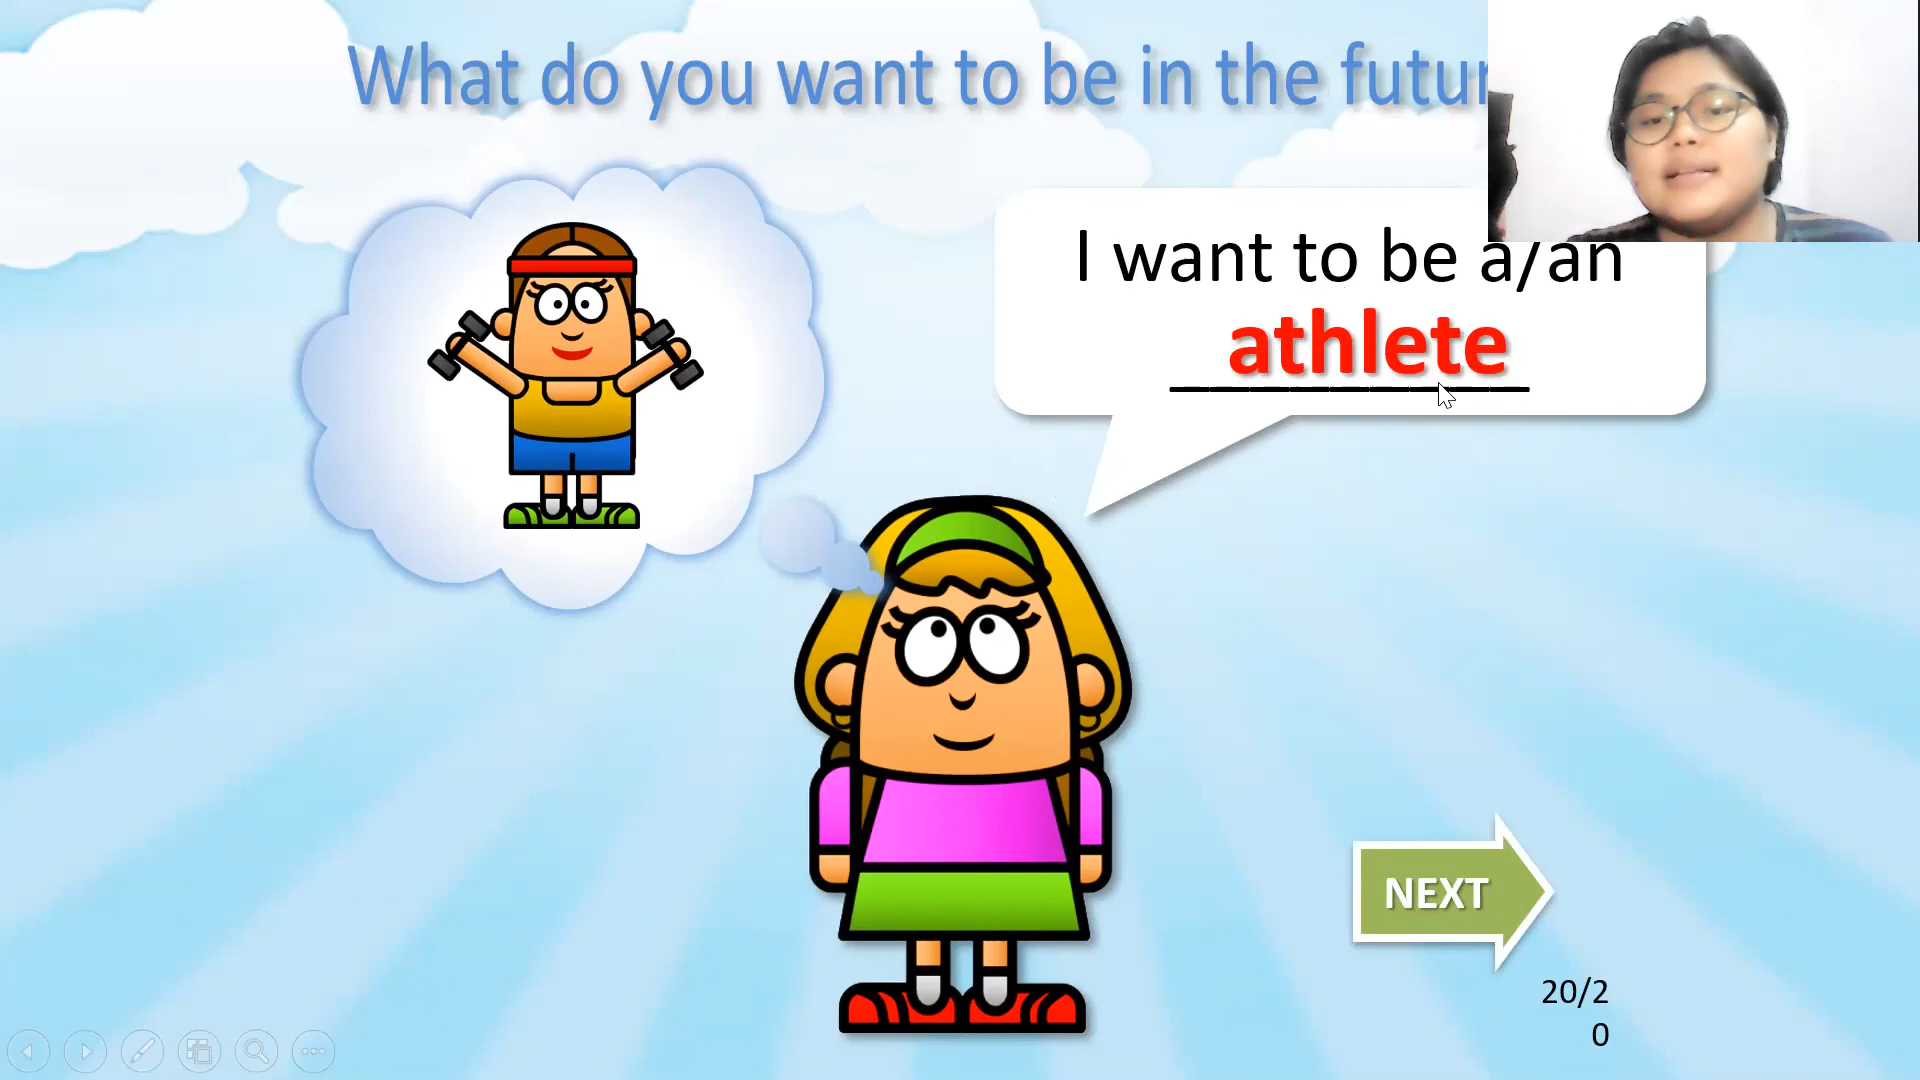 What do you want to be in the futur
I want to be a/an
athlete
NEXT
20/2
0